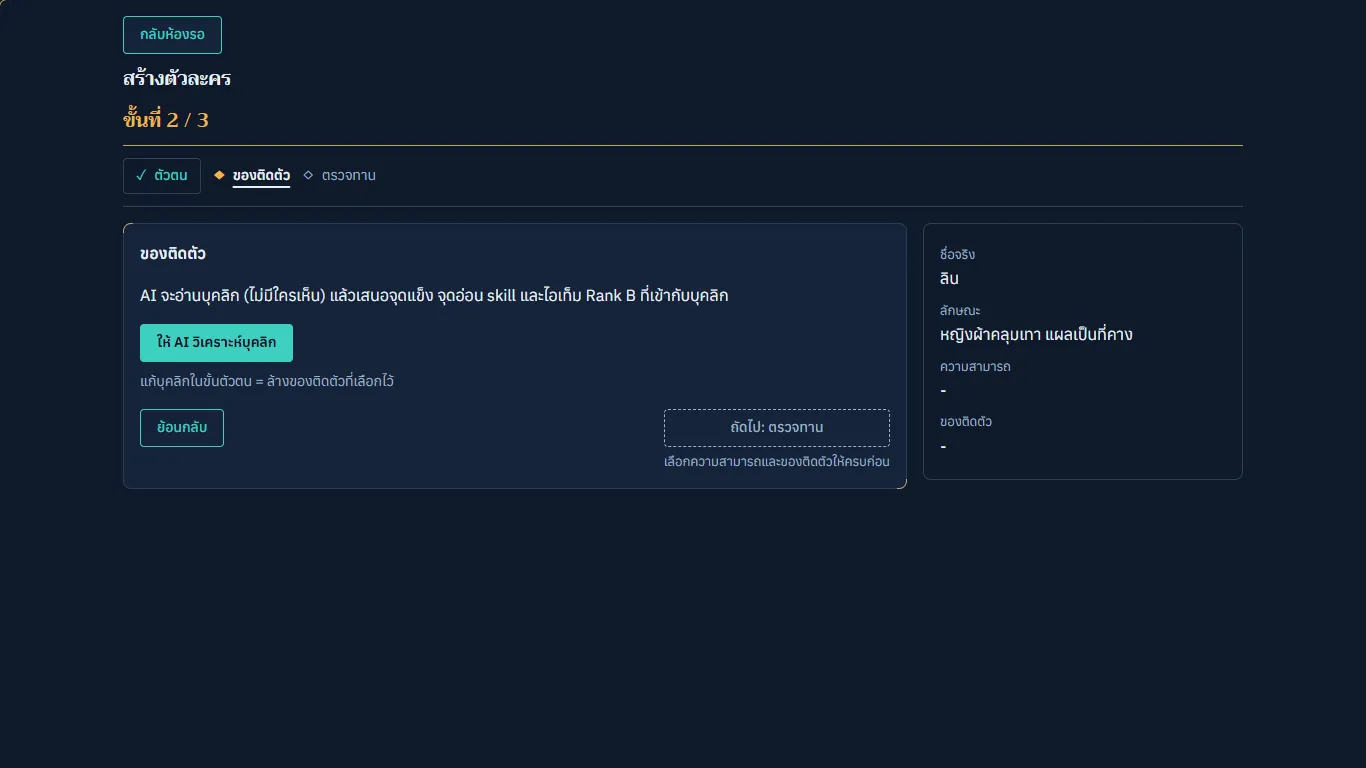 กลับห้องรอ
สร้างตัวละคร
ขั้นที่ 2 / 3
✓ ตัวตน
ของติดตัว
ตรวจทาน
ของติดตัว
AI จะอ่านบุคลิก (ไม่มีใครเห็น) แล้วเสนอจุดแข็ง จุดอ่อน skill และไอเท็ม Rank B ที่เข้ากับบุคลิก
ให้ AI วิเคราะห์บุคลิก
แก้บุคลิกในขั้นตัวตน = ล้างของติดตัวที่เลือกไว้
ย้อนกลับ
ถัดไป: ตรวจทาน
เลือกความสามารถและของติดตัวให้ครบก่อน
ชื่อจริง
ลิน
ลักษณะ
หญิงผ้าคลุมเทา แผลเป็นที่คาง
ความสามารถ
-
ของติดตัว
-